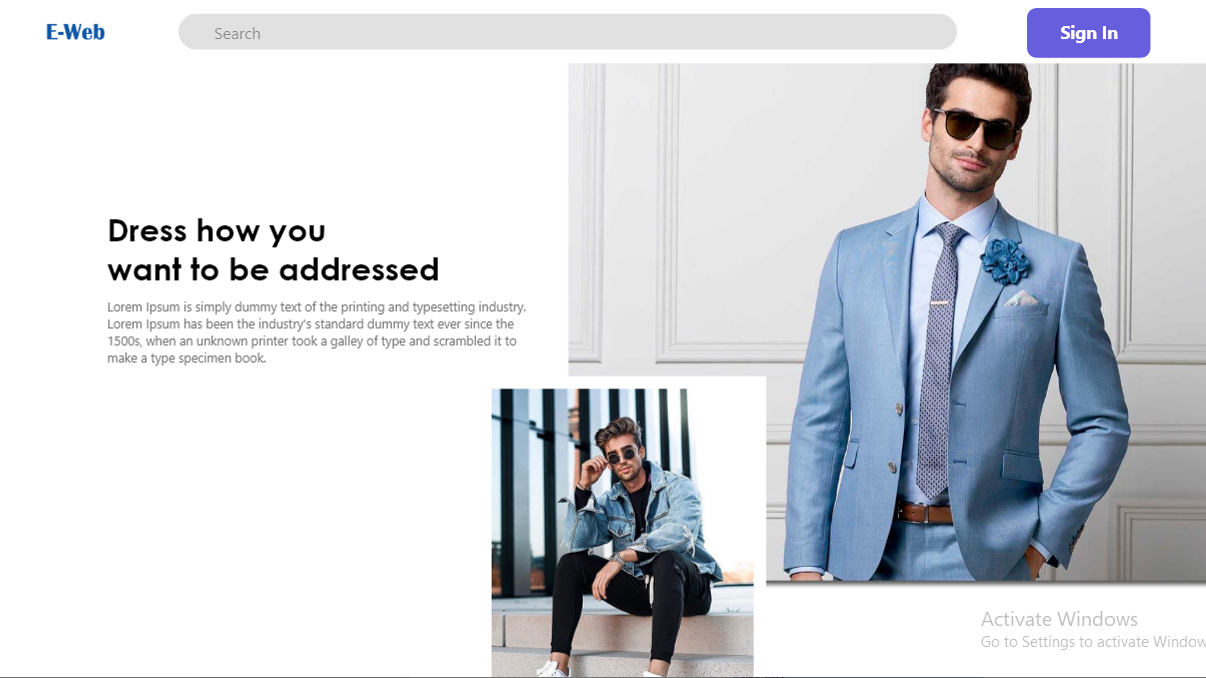 E-Web
Search
Sign In
Dress how you
want to be addressed
Lorem Ipsum is simply dummy text of the printing and typesetting industry.
Lorem Ipsum has been the industry's standard dummy text ever since the
1500s, when an unknown printer took a galley of type and scrambled it to
make a type specimen book.
Activate Windows
Go to Settings to activate Window